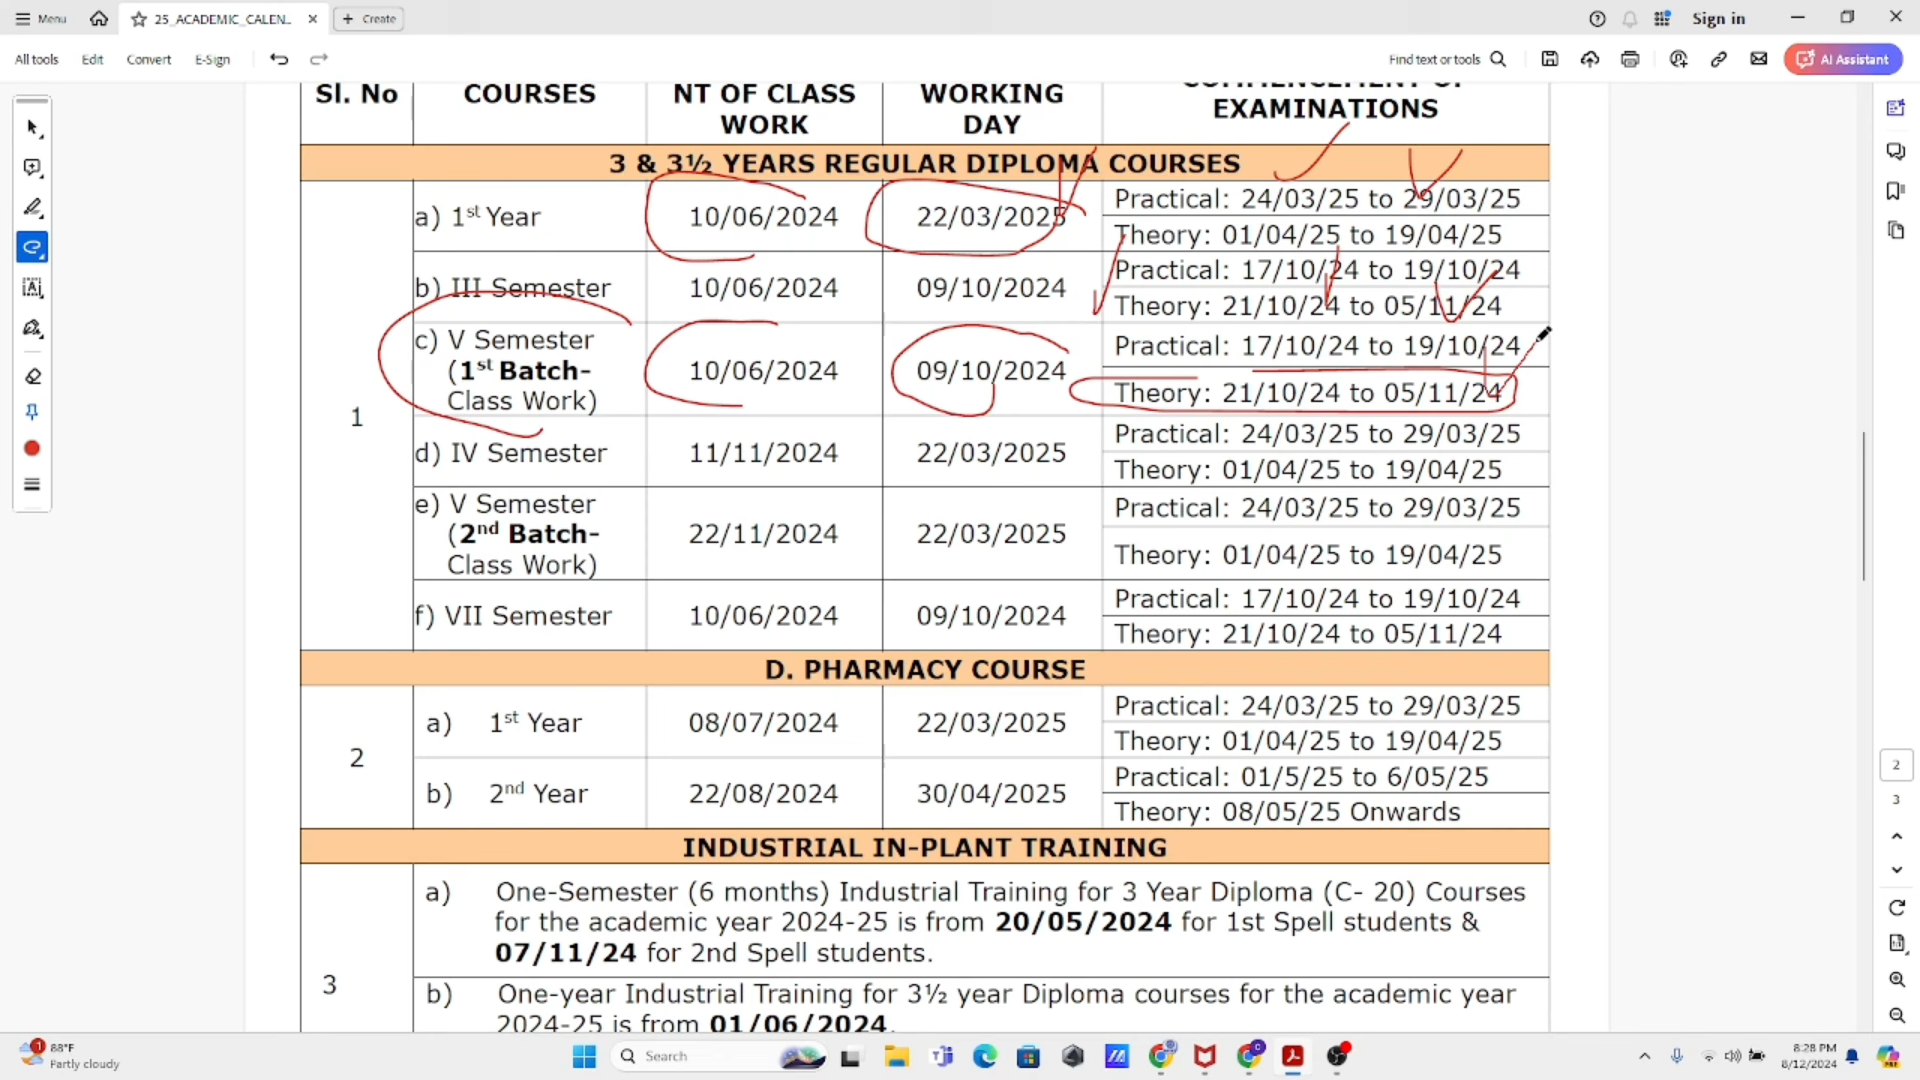 Menu
25_ACADEMIC_CALEN...
Create
Sign in
All tools
Edit
Convert
E-Sign
Find text or tools
AI Assistant
Sl. No
COURSES
NT OF CLASS
WORK
WORKING
DAY
COMMENCEMENT OF
EXAMINATIONS
3 & 3½ YEARS REGULAR DIPLOMA COURSES
1
a) 1st Year
10/06/2024
22/03/2025
Practical: 24/03/25 to 29/03/25
Theory: 01/04/25 to 19/04/25
b) III Semester
10/06/2024
09/10/2024
Practical: 17/10/24 to 19/10/24
Theory: 21/10/24 to 05/11/24
c) V Semester
(1st Batch-
Class Work)
10/06/2024
09/10/2024
Practical: 17/10/24 to 19/10/24
Theory: 21/10/24 to 05/11/24
d) IV Semester
11/11/2024
22/03/2025
Practical: 24/03/25 to 29/03/25
Theory: 01/04/25 to 19/04/25
e) V Semester
(2nd Batch-
Class Work)
22/11/2024
22/03/2025
Practical: 24/03/25 to 29/03/25
Theory: 01/04/25 to 19/04/25
f) VII Semester
10/06/2024
09/10/2024
Practical: 17/10/24 to 19/10/24
Theory: 21/10/24 to 05/11/24
D. PHARMACY COURSE
2
a) 1st Year
08/07/2024
22/03/2025
Practical: 24/03/25 to 29/03/25
Theory: 01/04/25 to 19/04/25
b) 2nd Year
22/08/2024
30/04/2025
Practical: 01/5/25 to 6/05/25
Theory: 08/05/25 Onwards
INDUSTRIAL IN-PLANT TRAINING
3
a) One-Semester (6 months) Industrial Training for 3 Year Diploma (C- 20) Courses
for the academic year 2024-25 is from 20/05/2024 for 1st Spell students &
07/11/24 for 2nd Spell students.
b) One-year Industrial Training for 3½ year Diploma courses for the academic year
2024-25 is from 01/06/2024.
2
3
1
88°F
Partly cloudy
Search
8:28 PM
8/12/2024